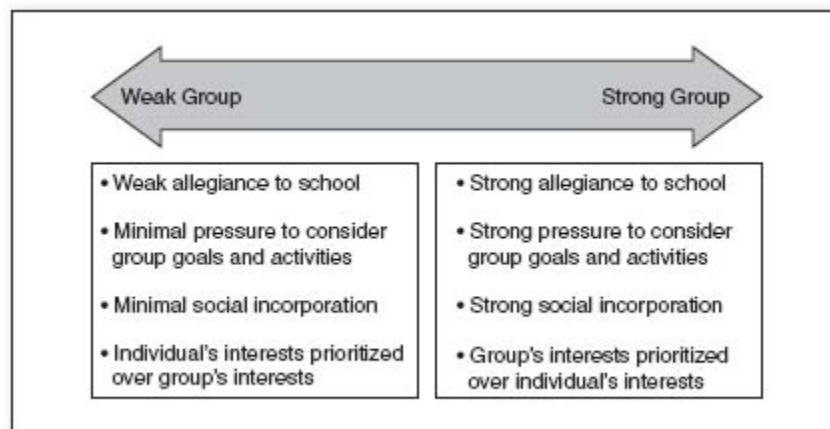 Weak Group
Strong Group
• Weak allegiance to school
• Minimal pressure to consider
group goals and activities
• Minimal social incorporation
• Individual's interests prioritized
over group's interests
• Strong allegiance to school
• Strong pressure to consider
group goals and activities
• Strong social incorporation
• Group's interests prioritized
over individual's interests